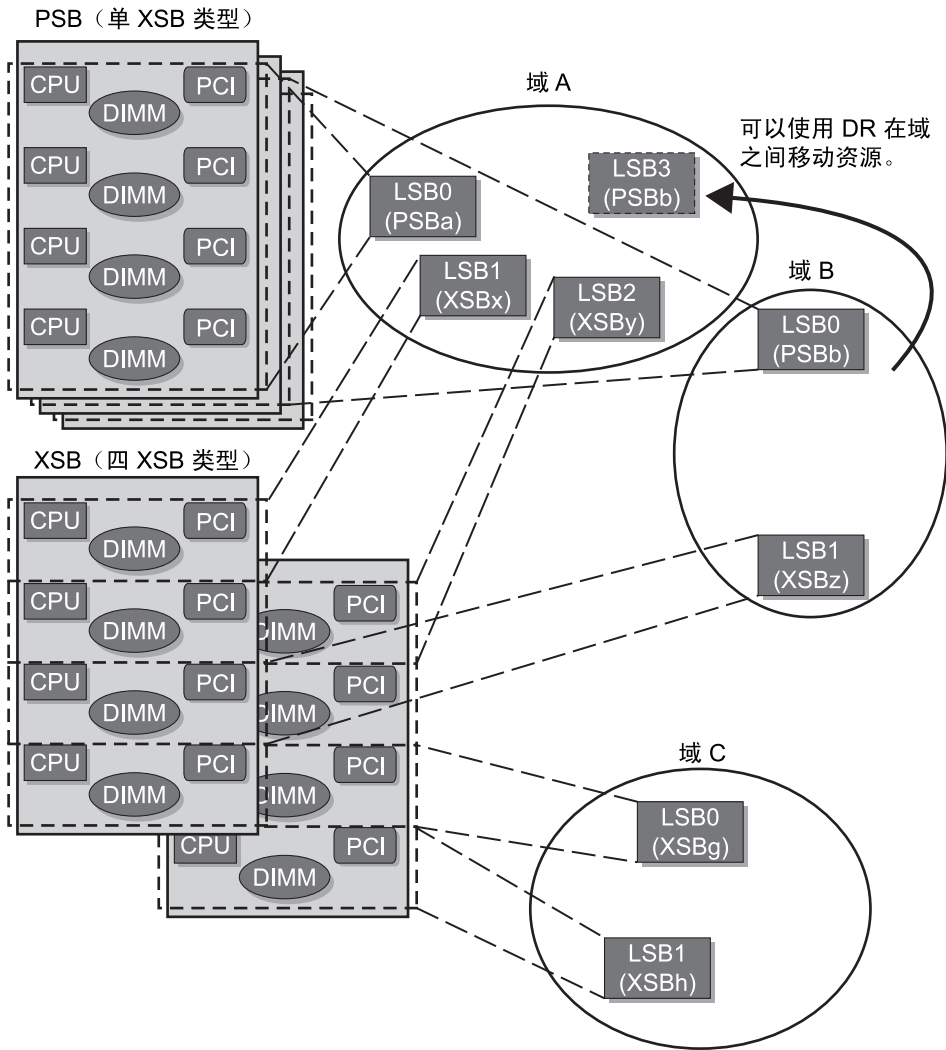 PSB（单 XSB 类型）
CPU
PCI
DIMM
CPU
PCI
DIMM
CPU
PCI
DIMM
CPU
PCI
DIMM
域 A
LSB0
(PSBa)
LSB3
(PSBb)
LSB1
(XSBx)
LSB2
(XSBy)
可以使用 DR 在域
之间移动资源。
域 B
LSB0
(PSBb)
LSB1
(XSBz)
XSB（四 XSB 类型）
CPU
PCI
DIMM
CPU
PCI
DIMM
CPU
PCI
DIMM
CPU
PCI
DIMM
PCI
DIMM
PCI
DIMM
PCI
DIMM
CPU
PCI
DIMM
域 C
LSB0
(XSBg)
LSB1
(XSBh)